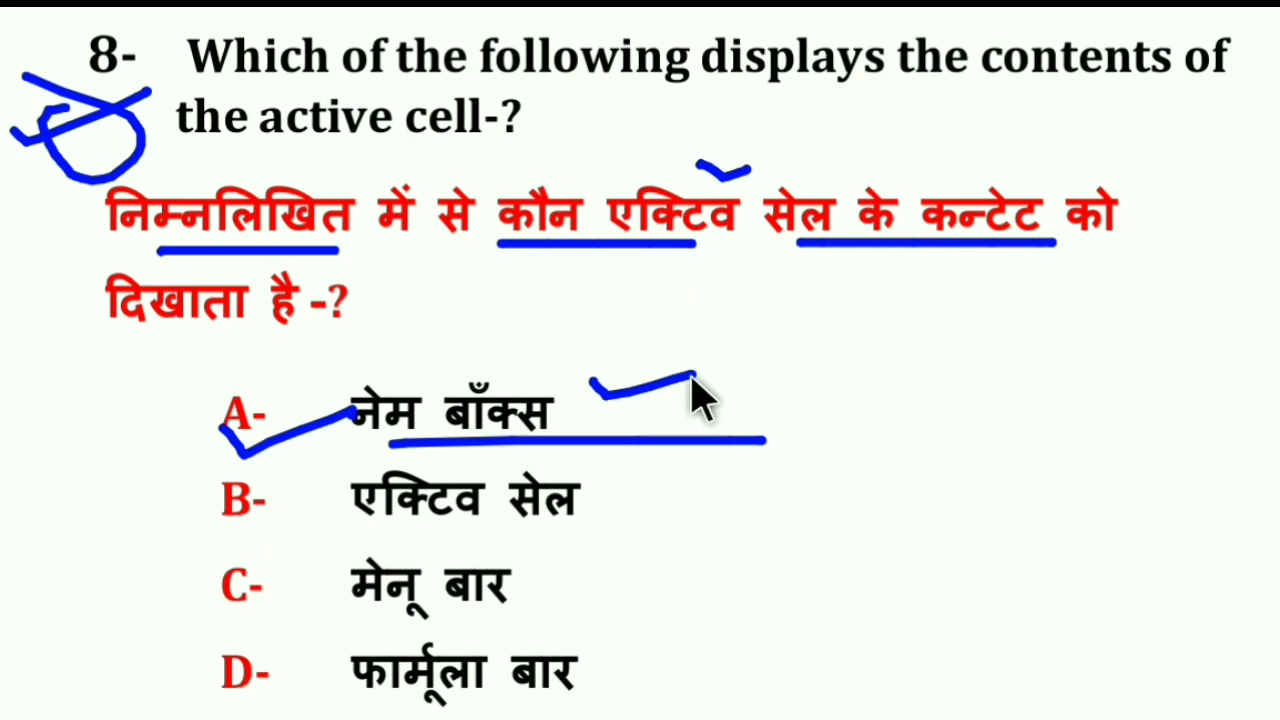 8- Which of the following displays the contents of
the active cell-?
निम्नलिखित में से कौन एक्टिव सेल के कन्टेट को
दिखाता है -?
A- नेम बाँक्स
B- एक्टिव सेल
C- मेनू बार
D- फार्मूला बार